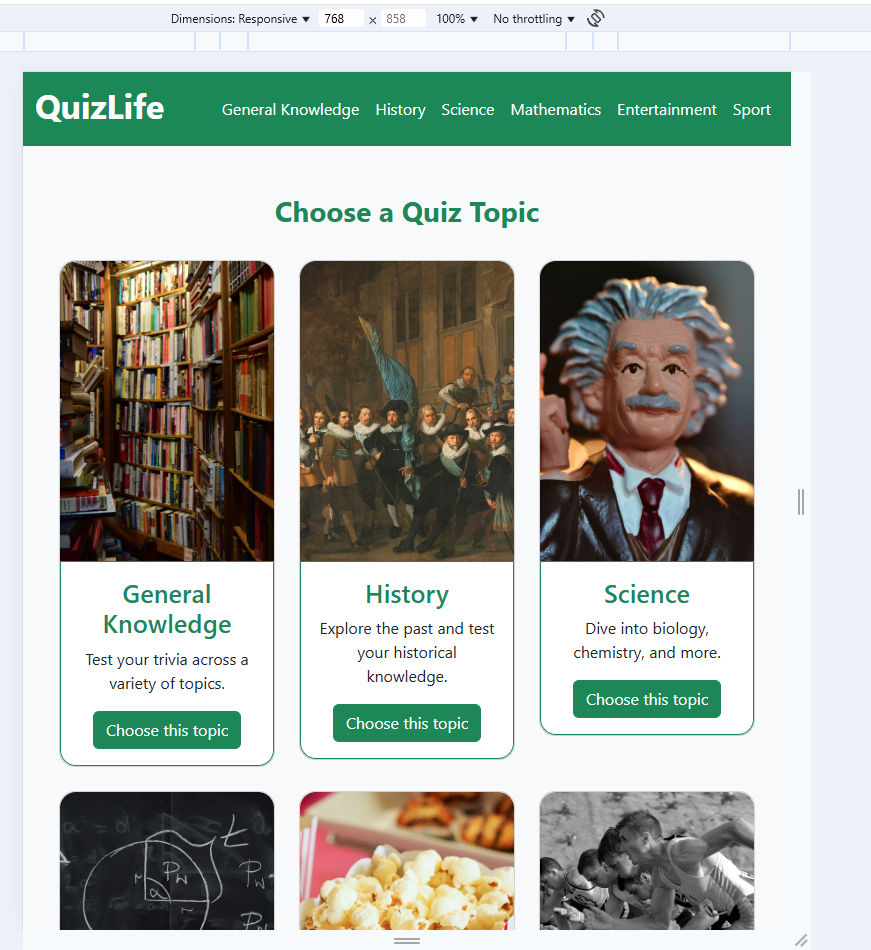 Dimensions: Responsive ▼ 768 × 858 100% ▼ No throttling ▼
QuizLife General Knowledge History Science Mathematics Entertainment Sport
Choose a Quiz Topic
General
Knowledge
Test your trivia across a
variety of topics.
Choose this topic
History
Explore the past and test
your historical
knowledge.
Choose this topic
Science
Dive into biology,
chemistry, and more.
Choose this topic